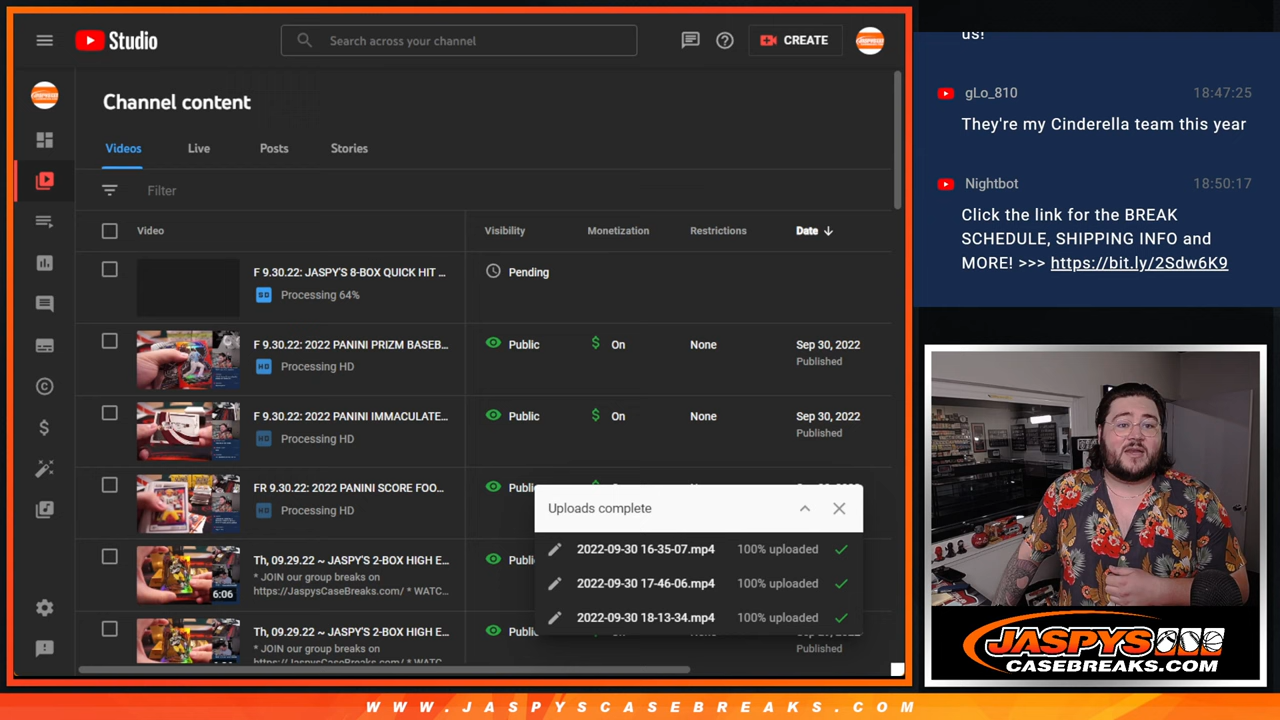 Studio
Search across your channel
CREATE
Channel content
Videos
Live
Posts
Stories
Filter
Video
Visibility
Monetization
Restrictions
Date
F 9.30.22: JASPY'S 8-BOX QUICK HIT ...
SD
Processing 64%
Pending
F 9.30.22: 2022 PANINI PRIZM BASEB...
HD
Processing HD
Public
$ On
None
Sep 30, 2022
Published
F 9.30.22: 2022 PANINI IMMACULATE...
HD
Processing HD
Public
$ On
None
Sep 30, 2022
Published
FR 9.30.22: 2022 PANINI SCORE FOO...
HD
Processing HD
Th, 09.29.22 ~ JASPY'S 2-BOX HIGH E...
* JOIN our group breaks on
https://JaspysCaseBreaks.com/ * WATC...
6:06
Th, 09.29.22 ~ JASPY'S 2-BOX HIGH E...
* JOIN our group breaks on
Uploads complete
2022-09-30 16-35-07.mp4 100% uploaded
2022-09-30 17-46-06.mp4 100% uploaded
2022-09-30 18-13-34.mp4 100% uploaded
us!
gLo_810 18:47:25
They're my Cinderella team this year
Nightbot 18:50:17
Click the link for the BREAK
SCHEDULE, SHIPPING INFO and
MORE! >>> https://bit.ly/2Sdw6K9
JASPYS
CASEBREAKS.COM
WWW.JASPYSCASEBREAKS.COM